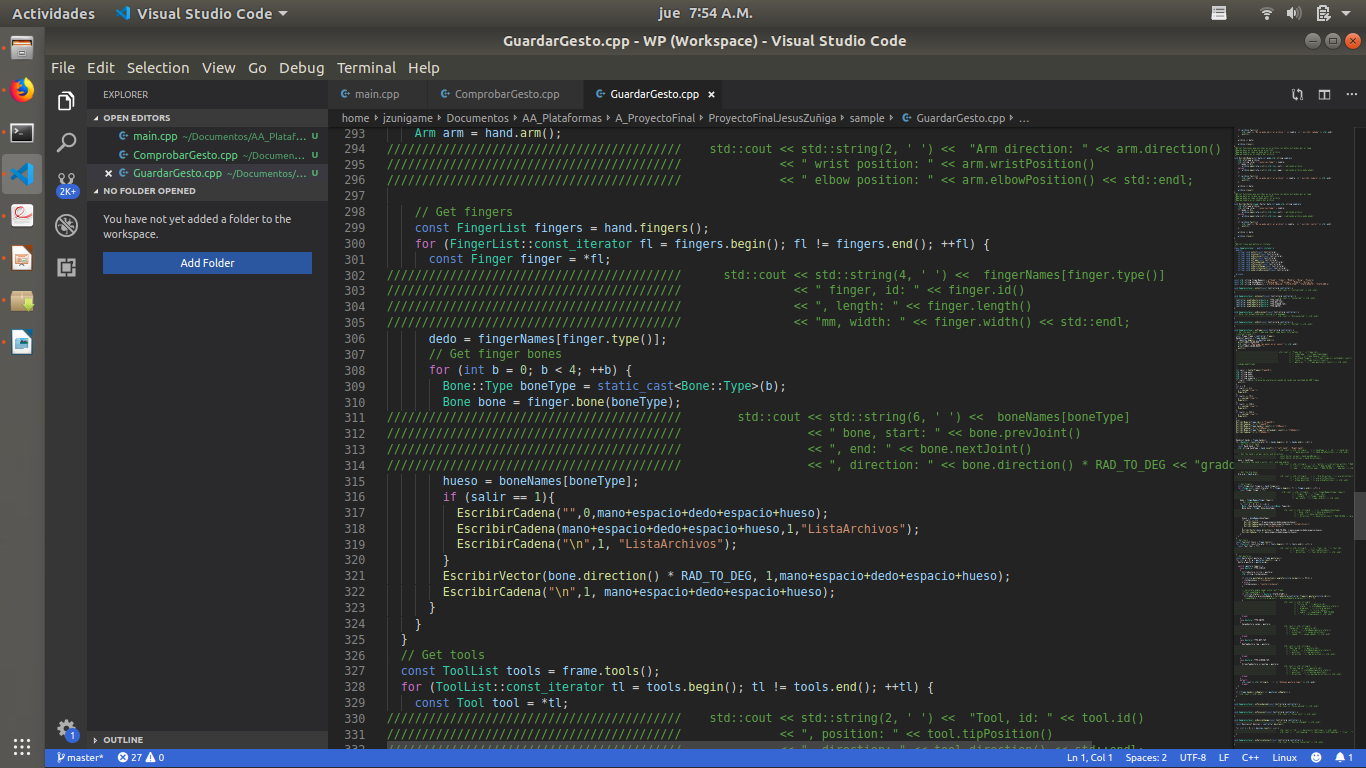 Actividades
Visual Studio Code
jue 7:54 A.M.
GuardarGesto.cpp - WP (Workspace) - Visual Studio Code
File Edit Selection View Go Debug Terminal Help
EXPLORER
OPEN EDITORS
main.cpp ~/Documentos/AA_Plataf... U
ComprobarGesto.cpp ~/Documen... U
GuardarGesto.cpp ~/Documentos/... U
NO FOLDER OPENED
You have not yet added a folder to the
workspace.
Add Folder
OUTLINE
2K+
1
main.cpp
ComprobarGesto.cpp
GuardarGesto.cpp
home > jzunigame > Documentos > AA_Plataformas > A_ProyectoFinal > ProyectoFinalJesusZuñiga > sample > GuardarGesto.cpp > ...
293 Arm arm = hand.arm();
294 ////////////////////////////////////////// std::cout << std::string(2, ' ') << "Arm direction: " << arm.direction()
295 ////////////////////////////////////////// << " wrist position: " << arm.wristPosition()
296 ////////////////////////////////////////// << " elbow position: " << arm.elbowPosition() << std::endl;
297
298 // Get fingers
299 const FingerList fingers = hand.fingers();
300 for (FingerList::const_iterator fl = fingers.begin(); fl != fingers.end(); ++fl) {
301 const Finger finger = *fl;
302 ////////////////////////////////////////// std::cout << std::string(4, ' ') << fingerNames[finger.type()]
303 ////////////////////////////////////////// << " finger, id: " << finger.id()
304 ////////////////////////////////////////// << ", length: " << finger.length()
305 ////////////////////////////////////////// << "mm, width: " << finger.width() << std::endl;
306 dedo = fingerNames[finger.type()];
307 // Get finger bones
308 for (int b = 0; b < 4; ++b) {
309 Bone::Type boneType = static_cast<Bone::Type>(b);
310 Bone bone = finger.bone(boneType);
311 ////////////////////////////////////////// std::cout << std::string(6, ' ') << boneNames[boneType]
312 ////////////////////////////////////////// << " bone, start: " << bone.prevJoint()
313 ////////////////////////////////////////// << ", end: " << bone.nextJoint()
314 ////////////////////////////////////////// << ", direction: " << bone.direction() * RAD_TO_DEG << "grado
315 hueso = boneNames[boneType];
316 if (salir == 1){
317 EscribirCadena("",0,mano+espacio+dedo+espacio+hueso);
318 EscribirCadena(mano+espacio+dedo+espacio+hueso,1,"ListaArchivos");
319 EscribirCadena("\n",1, "ListaArchivos");
320 }
321 EscribirVector(bone.direction() * RAD_TO_DEG, 1,mano+espacio+dedo+espacio+hueso);
322 EscribirCadena("\n",1, mano+espacio+dedo+espacio+hueso);
323 }
324 }
325 }
326 // Get tools
327 const ToolList tools = frame.tools();
328 for (ToolList::const_iterator tl = tools.begin(); tl != tools.end(); ++tl) {
329 const Tool tool = *tl;
330 ////////////////////////////////////////// std::cout << std::string(2, ' ') << "Tool, id: " << tool.id()
331 ////////////////////////////////////////// << ", position: " << tool.tipPosition()
332 ////////////////////////////////////////// << ", direction: " << tool.direction() << std::endl;
master* 27 0
Ln 1, Col 1 Spaces: 2 UTF-8 LF C++ Linux 1